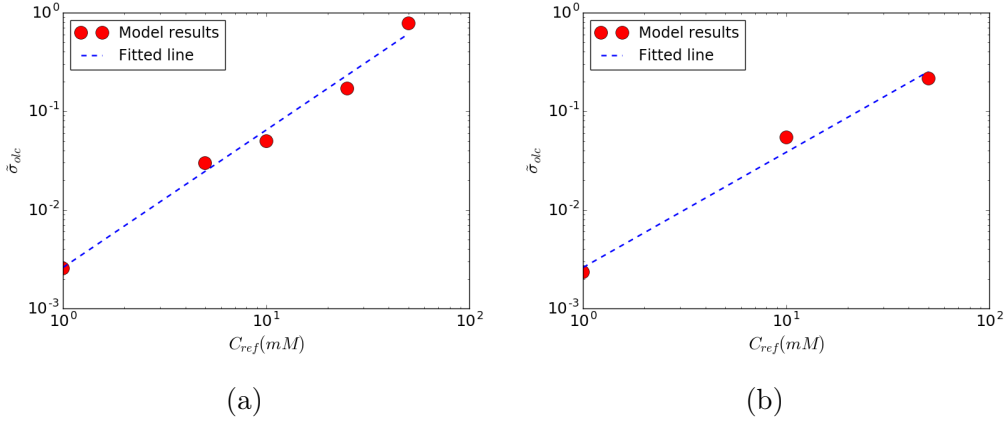 10^0
10^-1
10^-2
10^-3
σ̃_olc
Model results
Fitted line
10^0
10^1
10^2
C_ref(mM)
(a)
10^0
10^-1
10^-2
10^-3
σ̃_olc
Model results
Fitted line
10^0
10^1
10^2
C_ref(mM)
(b)